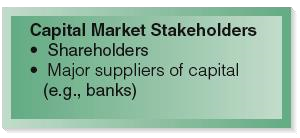 Capital Market Stakeholders
• Shareholders
• Major suppliers of capital
(e.g., banks)